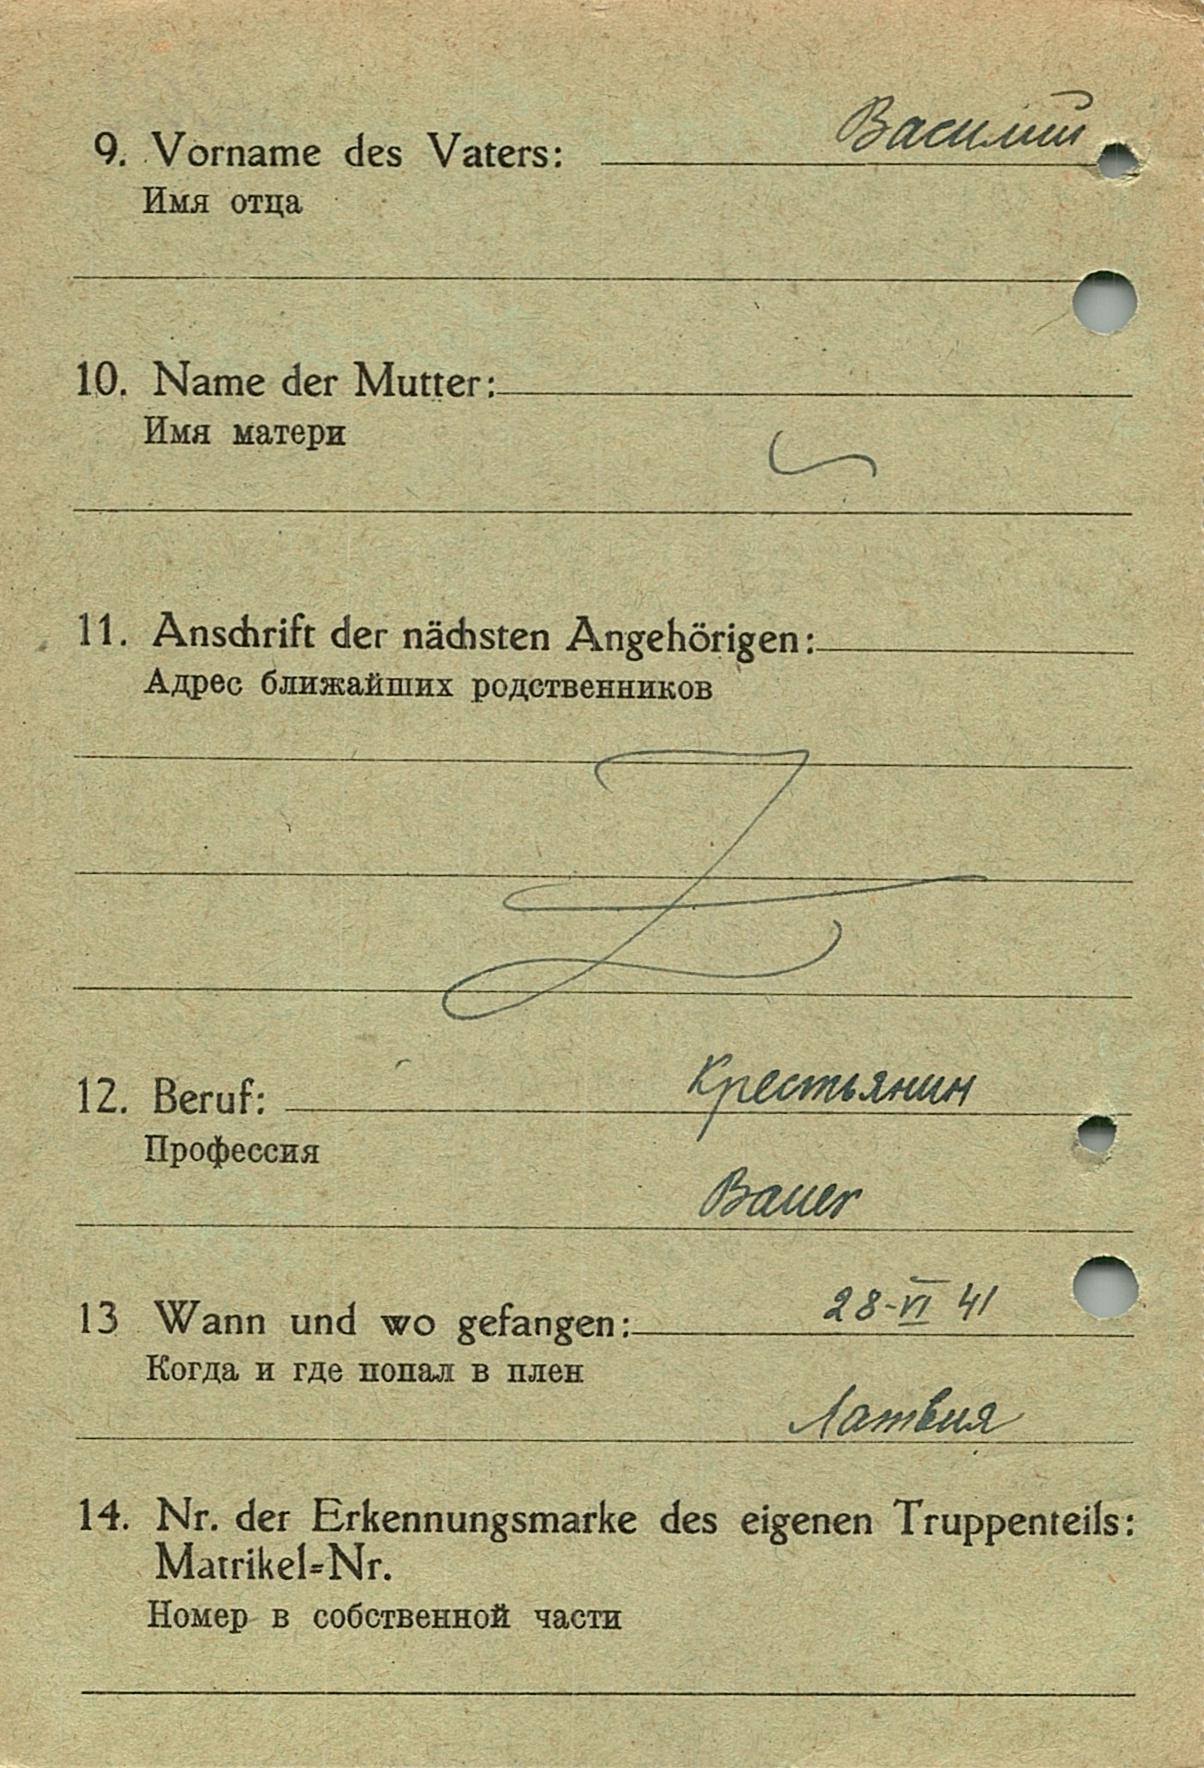 9. Vorname des Vaters: Василий
Имя отца
10. Name der Mutter:
Имя матери
11. Anschrift der nächsten Angehörigen:
Адрес ближайших родственников
12. Beruf: Крестьянин
Профессия
Bauer
13 Wann und wo gefangen: 28-VI 41
Когда и где попал в плен
Латвия
14. Nr. der Erkennungsmarke des eigenen Truppenteils:
Matrikel=Nr.
Номер в собственной части